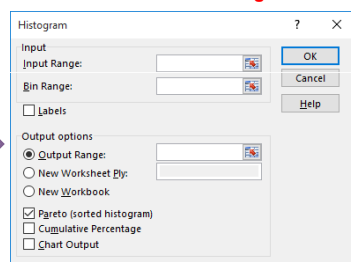 Histogram ? ×
Input
Input Range:
OK
Bin Range:
Cancel
Labels
Help
Output options
Output Range:
New Worksheet Ply:
New Workbook
Pareto (sorted histogram)
Cumulative Percentage
Chart Output